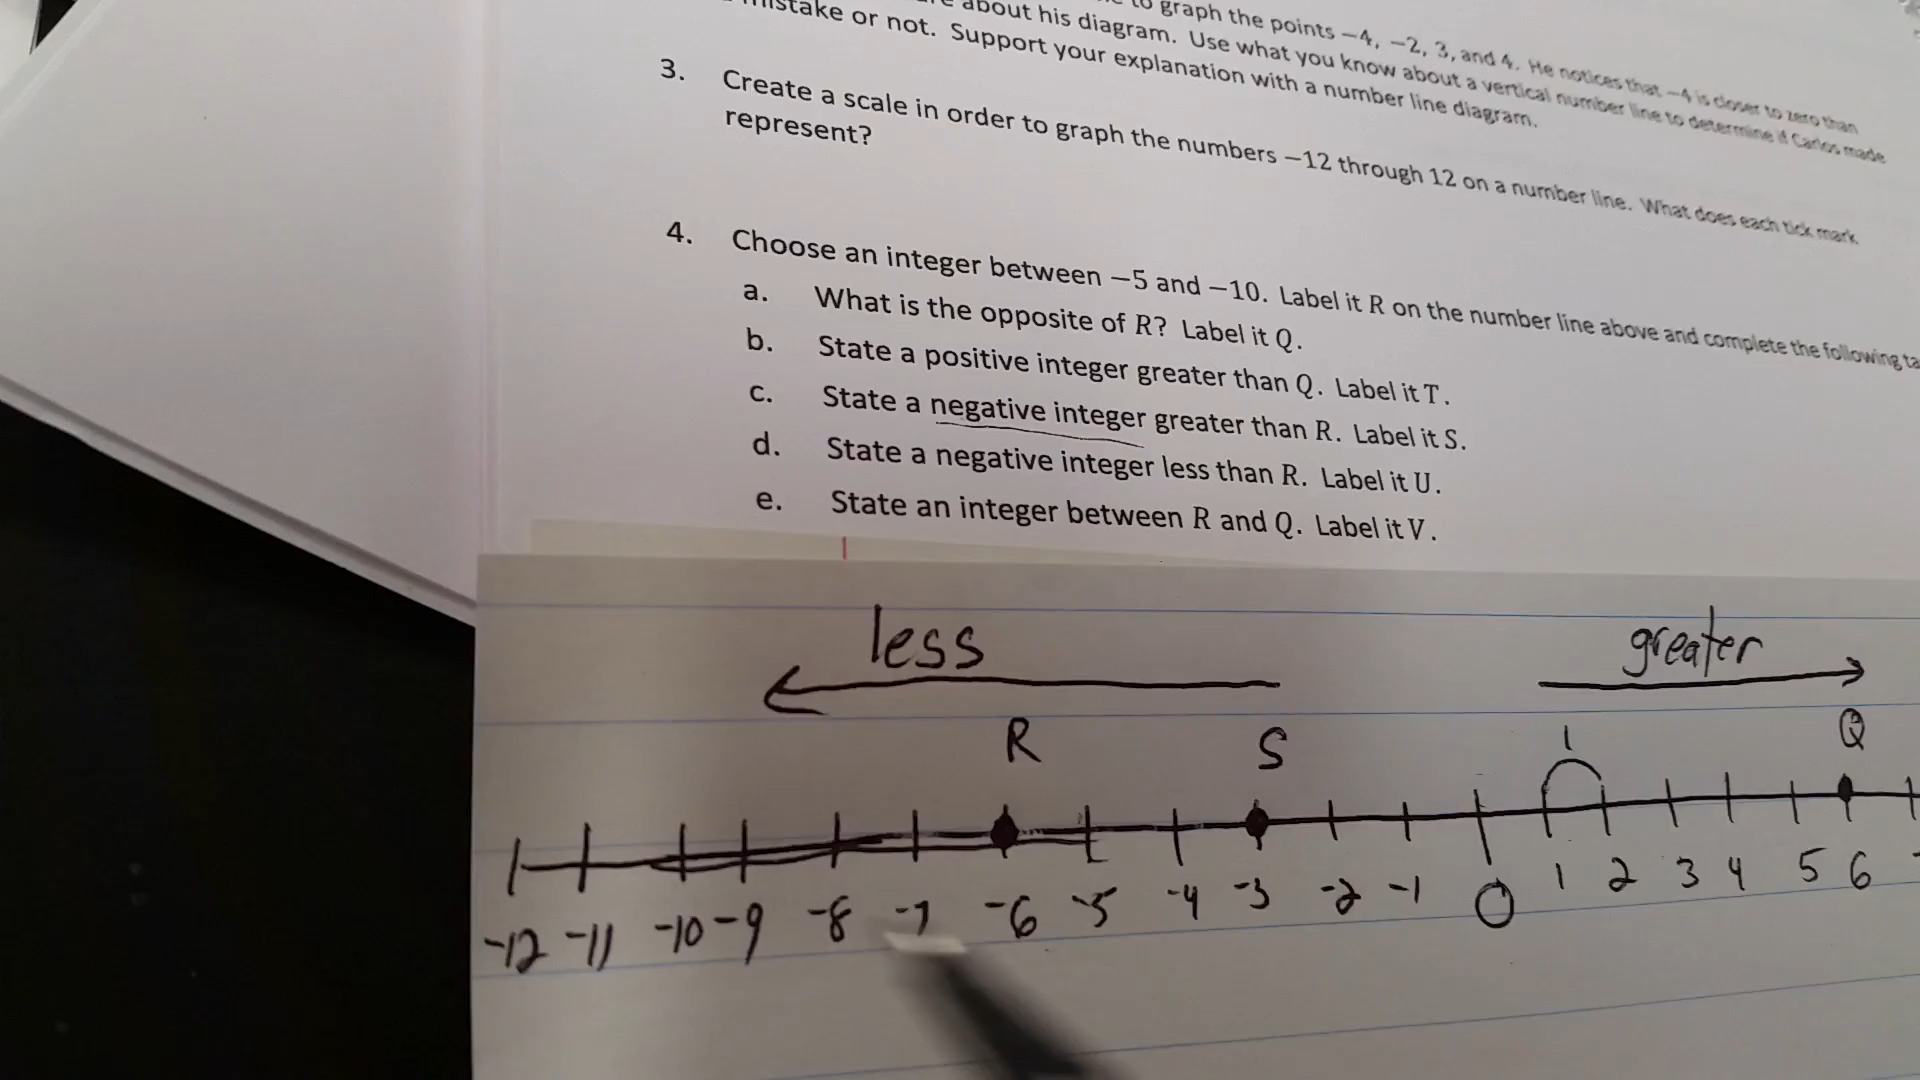 to graph the points −4, −2, 3, and 4. He notices that −4 is closer to zero than
about his diagram. Use what you know about a vertical number line to determine if Carlos made
mistake or not. Support your explanation with a number line diagram.
3. Create a scale in order to graph the numbers −12 through 12 on a number line. What does each tick mark
represent?
4. Choose an integer between −5 and −10. Label it R on the number line above and complete the following ta
a. What is the opposite of R? Label it Q.
b. State a positive integer greater than Q. Label it T.
c. State a negative integer greater than R. Label it S.
d. State a negative integer less than R. Label it U.
e. State an integer between R and Q. Label it V.
less greater
R S 1 Q
-12 -11 -10 -9 -8 -7 -6 -5 -4 -3 -2 -1 0 1 2 3 4 5 6